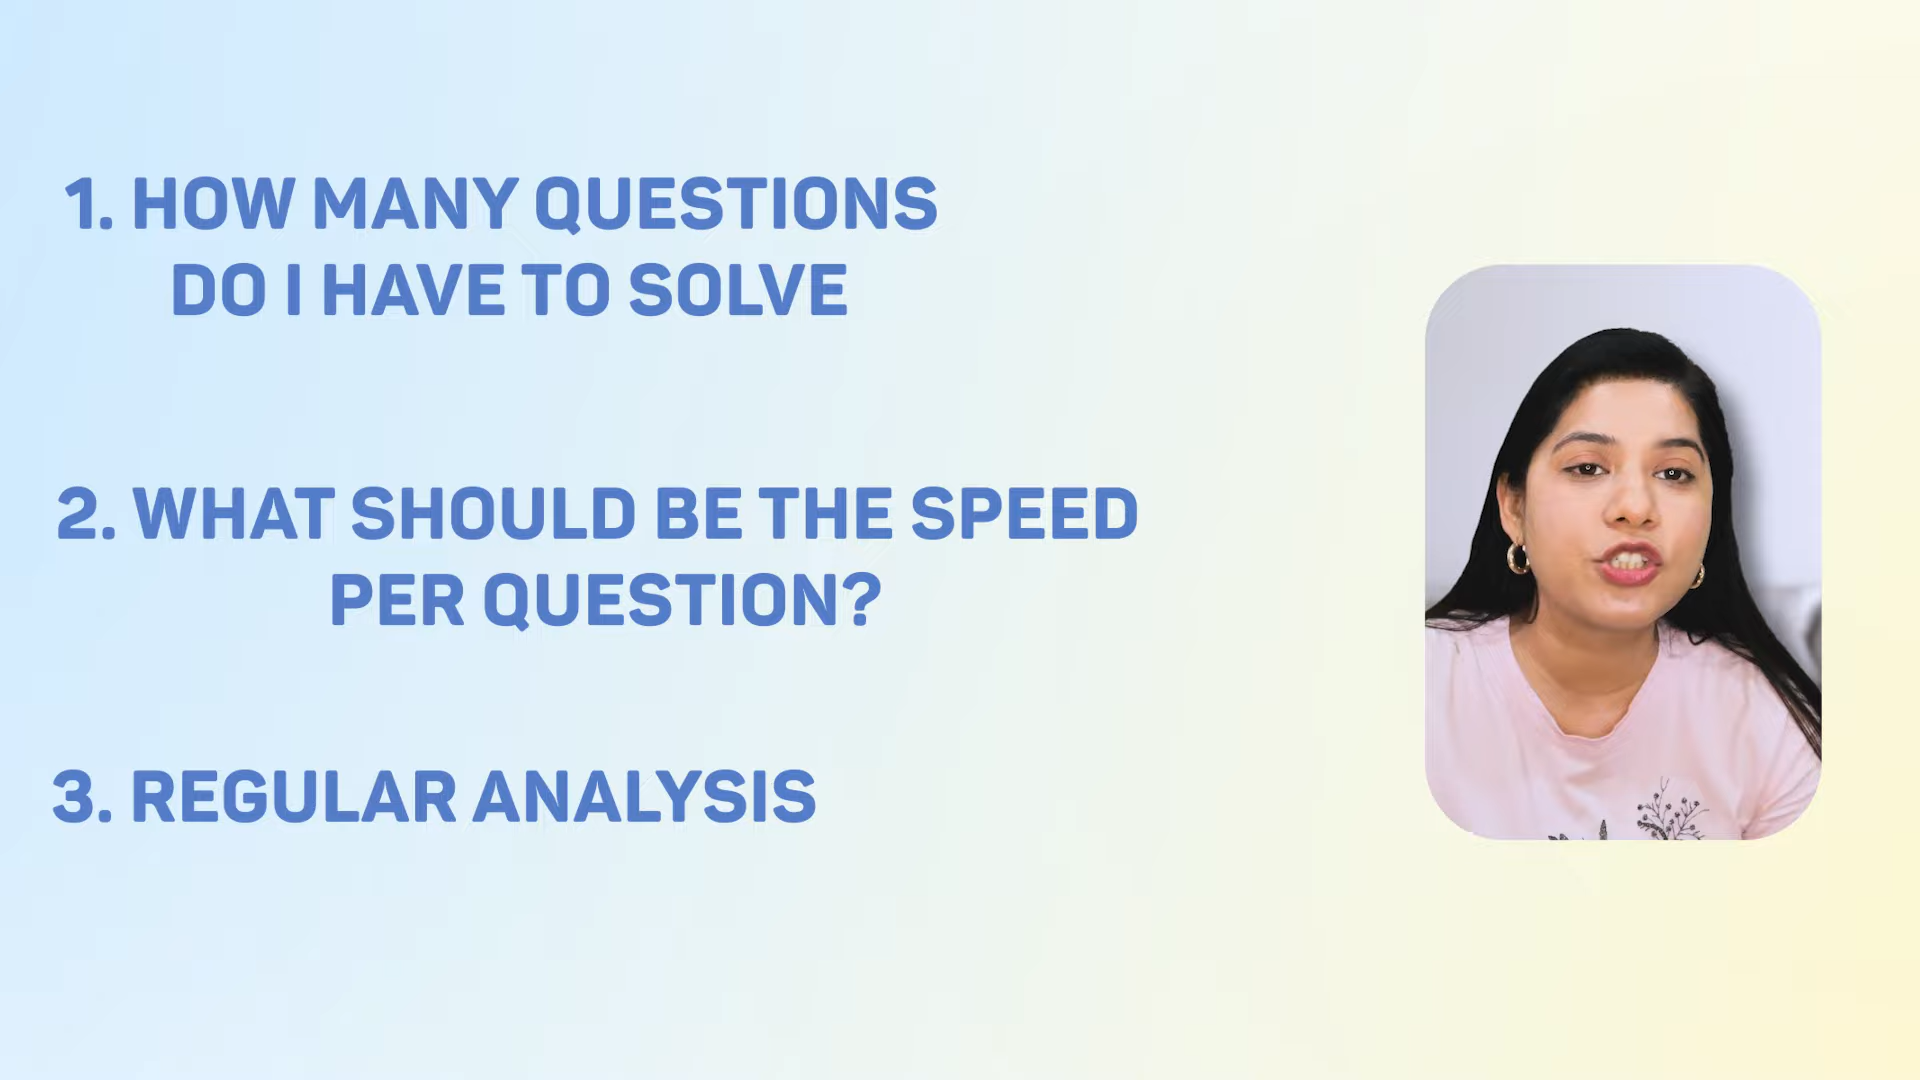 1. HOW MANY QUESTIONS
DO I HAVE TO SOLVE
2. WHAT SHOULD BE THE SPEED
PER QUESTION?
3. REGULAR ANALYSIS